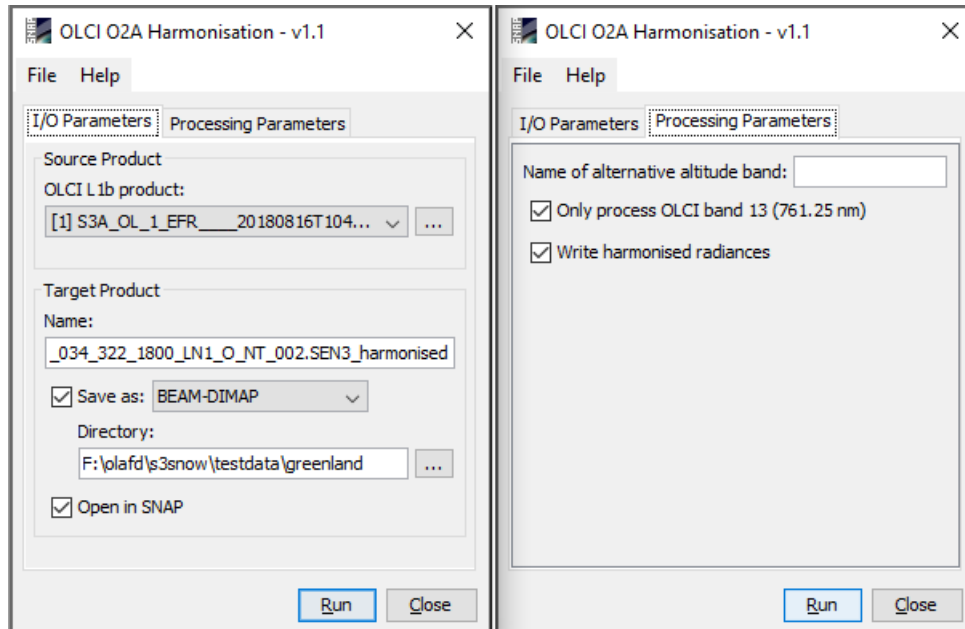 OLCI O2A Harmonisation - v1.1
File Help
I/O Parameters Processing Parameters
Source Product
OLCI L1b product:
[1] S3A_OL_1_EFR____20180816T104... ...
Target Product
Name:
_034_322_1800_LN1_O_NT_002.SEN3_harmonised
Save as: BEAM-DIMAP
Directory:
F:\olafd\s3snow\testdata\greenland ...
Open in SNAP
Run Close
OLCI O2A Harmonisation - v1.1
File Help
I/O Parameters Processing Parameters
Name of alternative altitude band:
Only process OLCI band 13 (761.25 nm)
Write harmonised radiances
Run Close